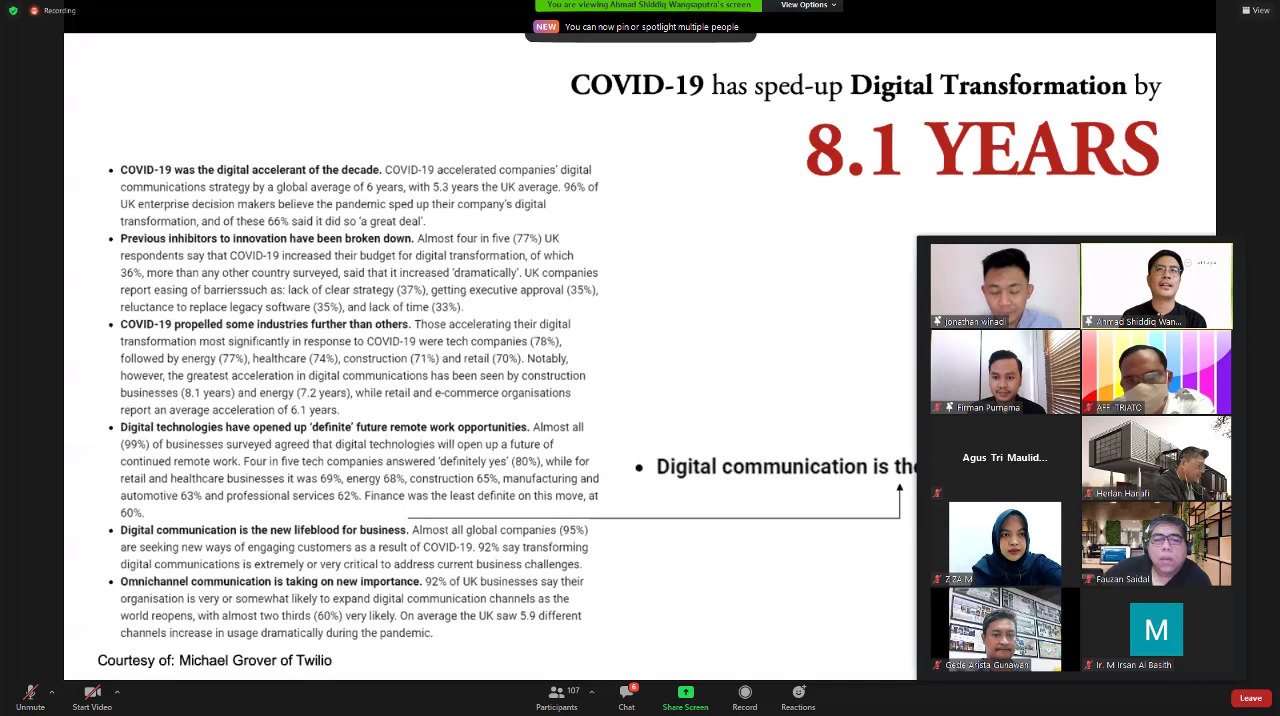 Recording
You are viewing Ahmad Shiddiq Wangsaputra's screen
View Options
View
NEW
You can now pin or spotlight multiple people
COVID-19 has sped-up Digital Transformation by
8.1 YEARS
• COVID-19 was the digital accelerant of the decade. COVID-19 accelerated companies' digital
communications strategy by a global average of 6 years, with 5.3 years the UK average. 96% of
UK enterprise decision makers believe the pandemic sped up their company's digital
transformation, and of these 66% said it did so 'a great deal'.
• Previous inhibitors to innovation have been broken down. Almost four in five (77%) UK
respondents say that COVID-19 increased their budget for digital transformation, of which
36%, more than any other country surveyed, said that it increased 'dramatically'. UK companies
report easing of barrierssuch as: lack of clear strategy (37%), getting executive approval (35%),
reluctance to replace legacy software (35%), and lack of time (33%).
• COVID-19 propelled some industries further than others. Those accelerating their digital
transformation most significantly in response to COVID-19 were tech companies (78%),
followed by energy (77%), healthcare (74%), construction (71%) and retail (70%). Notably,
however, the greatest acceleration in digital communications has been seen by construction
businesses (8.1 years) and energy (7.2 years), while retail and e-commerce organisations
report an average acceleration of 6.1 years.
• Digital technologies have opened up 'definite' future remote work opportunities. Almost all
(99%) of businesses surveyed agreed that digital technologies will open up a future of
continued remote work. Four in five tech companies answered 'definitely yes' (80%), while for
retail and healthcare businesses it was 69%, energy 68%, construction 65%, manufacturing and
automotive 63% and professional services 62%. Finance was the least definite on this move, at
60%.
• Digital communication is the new lifeblood for business. Almost all global companies (95%)
are seeking new ways of engaging customers as a result of COVID-19. 92% say transforming
digital communications is extremely or very critical to address current business challenges.
• Omnichannel communication is taking on new importance. 92% of UK businesses say their
organisation is very or somewhat likely to expand digital communication channels as the
world reopens, with almost two thirds (60%) very likely. On average the UK saw 5.9 different
channels increase in usage dramatically during the pandemic.
Courtesy of: Michael Grover of Twilio
• Digital communication is the
jonathan winadi
Ahmad Shiddiq Wan...
Firman Purnama
AFF-TRIATC
Agus Tri Maulid...
Herlan Hanafi
ZIZA M
Fauzan Saidal
Gede Arista Gunawan
M
Ir. M Irsan Al Basith
Unmute
Start Video
107
Participants
6
Chat
Share Screen
Record
Reactions
Leave